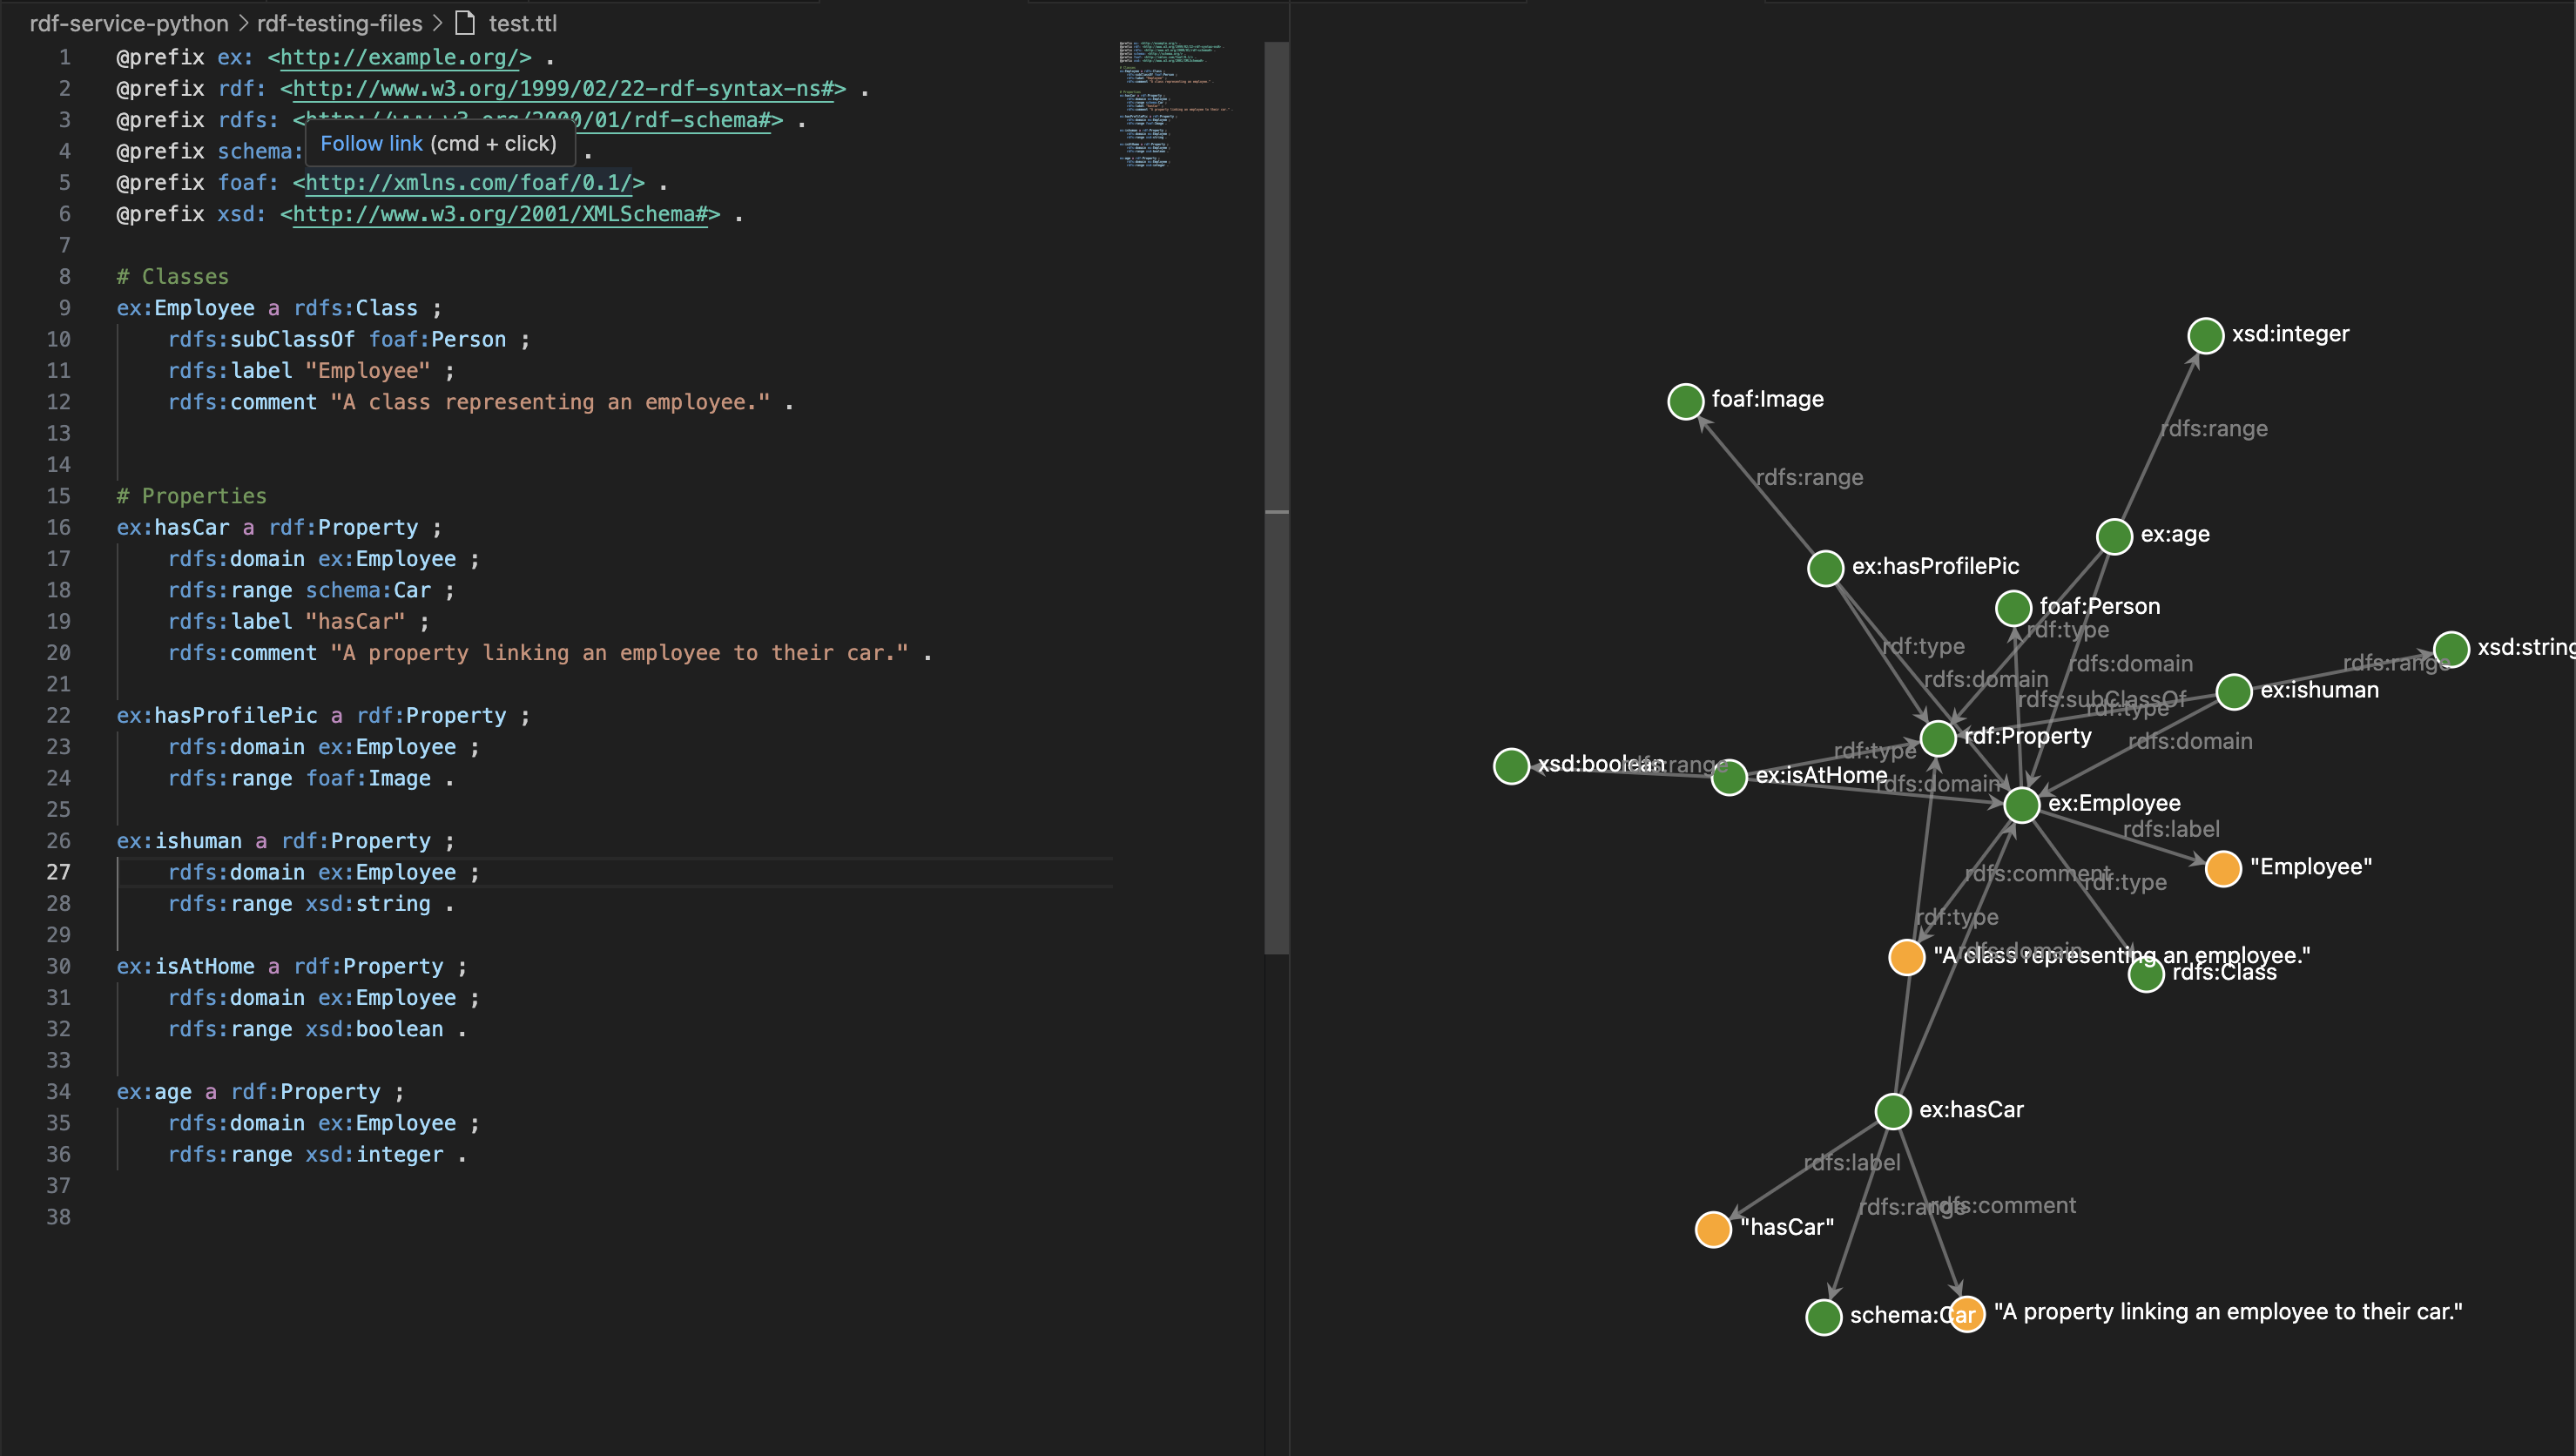 rdf-service-python > rdf-testing-files > test.ttl
1 @prefix ex: <http://example.org/> .
2 @prefix rdf: <http://www.w3.org/1999/02/22-rdf-syntax-ns#> .
3 @prefix rdfs: <http://www.w3.org/2000/01/rdf-schema#> .
Follow link (cmd + click)
4 @prefix schema: .
5 @prefix foaf: <http://xmlns.com/foaf/0.1/> .
6 @prefix xsd: <http://www.w3.org/2001/XMLSchema#> .
7
8 # Classes
9 ex:Employee a rdfs:Class ;
10 rdfs:subClassOf foaf:Person ;
11 rdfs:label "Employee" ;
12 rdfs:comment "A class representing an employee." .
13
14
15 # Properties
16 ex:hasCar a rdf:Property ;
17 rdfs:domain ex:Employee ;
18 rdfs:range schema:Car ;
19 rdfs:label "hasCar" ;
20 rdfs:comment "A property linking an employee to their car." .
21
22 ex:hasProfilePic a rdf:Property ;
23 rdfs:domain ex:Employee ;
24 rdfs:range foaf:Image .
25
26 ex:ishuman a rdf:Property ;
27 rdfs:domain ex:Employee ;
28 rdfs:range xsd:string .
29
30 ex:isAtHome a rdf:Property ;
31 rdfs:domain ex:Employee ;
32 rdfs:range xsd:boolean .
33
34 ex:age a rdf:Property ;
35 rdfs:domain ex:Employee ;
36 rdfs:range xsd:integer .
37
38
xsd:integer
foaf:Image
rdfs:range
rdfs:range
ex:age
ex:hasProfilePic
foaf:Person
rdf:type
rdf:type
xsd:string
rdfs:domain
rdfs:range
rdfs:domain
ex:ishuman
rdfs:subClassOf
rdf:type
rdf:Property
rdfs:domain
rdf:type
xsd:boolean
rdfs:range
ex:isAtHome
rdfs:domain
ex:Employee
rdfs:label
"Employee"
rdfs:comment
rdf:type
rdf:type
rdfs:domain
"A class representing an employee."
rdfs:Class
ex:hasCar
rdfs:label
rdfs:range
rdfs:comment
"hasCar"
schema:Car
"A property linking an employee to their car."